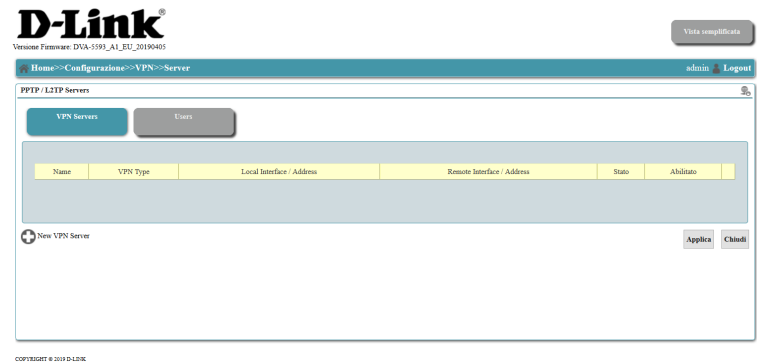 D-Link®
Versione Firmware: DVA-5593_A1_EU_20190405
Vista semplificata
Home>>Configurazione>>VPN>>Server
admin Logout
PPTP / L2TP Servers
VPN Servers
Users
Name VPN Type Local Interface / Address Remote Interface / Address Stato Abilitato
New VPN Server
Applica Chiudi
COPYRIGHT © 2019 D-LINK